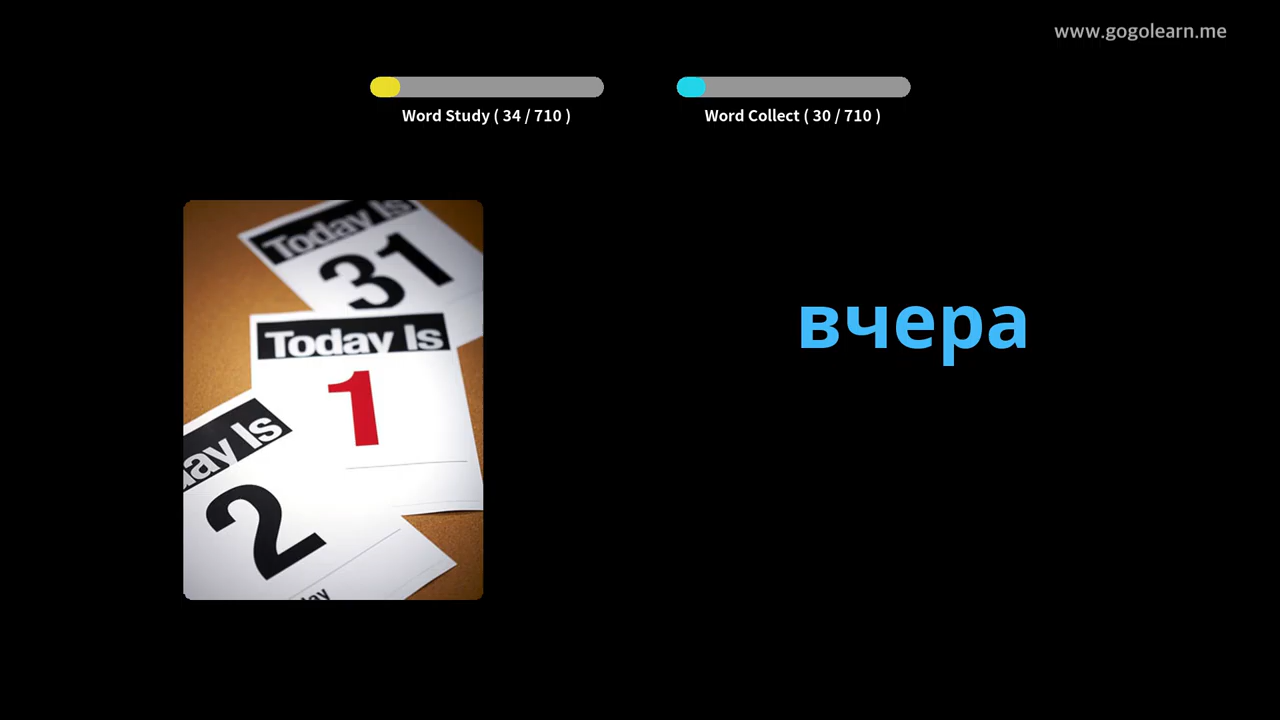 www.gogolearn.me
Word Study ( 34 / 710 )
Word Collect ( 30 / 710 )
Today Is
31
Today Is
1
ay Is
2
вчера